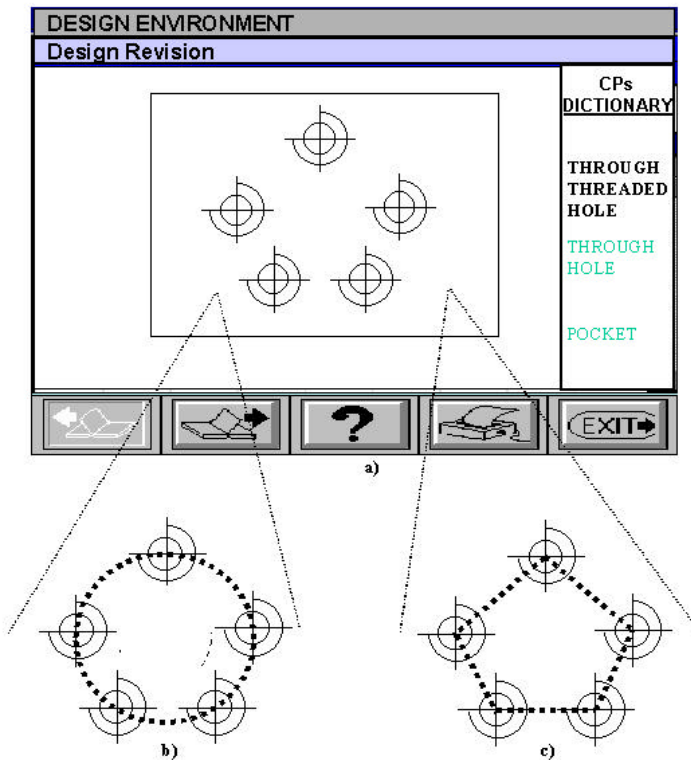 DESIGN ENVIRONMENT
Design Revision
CPs
DICTIONARY
THROUGH
THREADED
HOLE
THROUGH
HOLE
POCKET
?
EXIT
a)
b)
c)